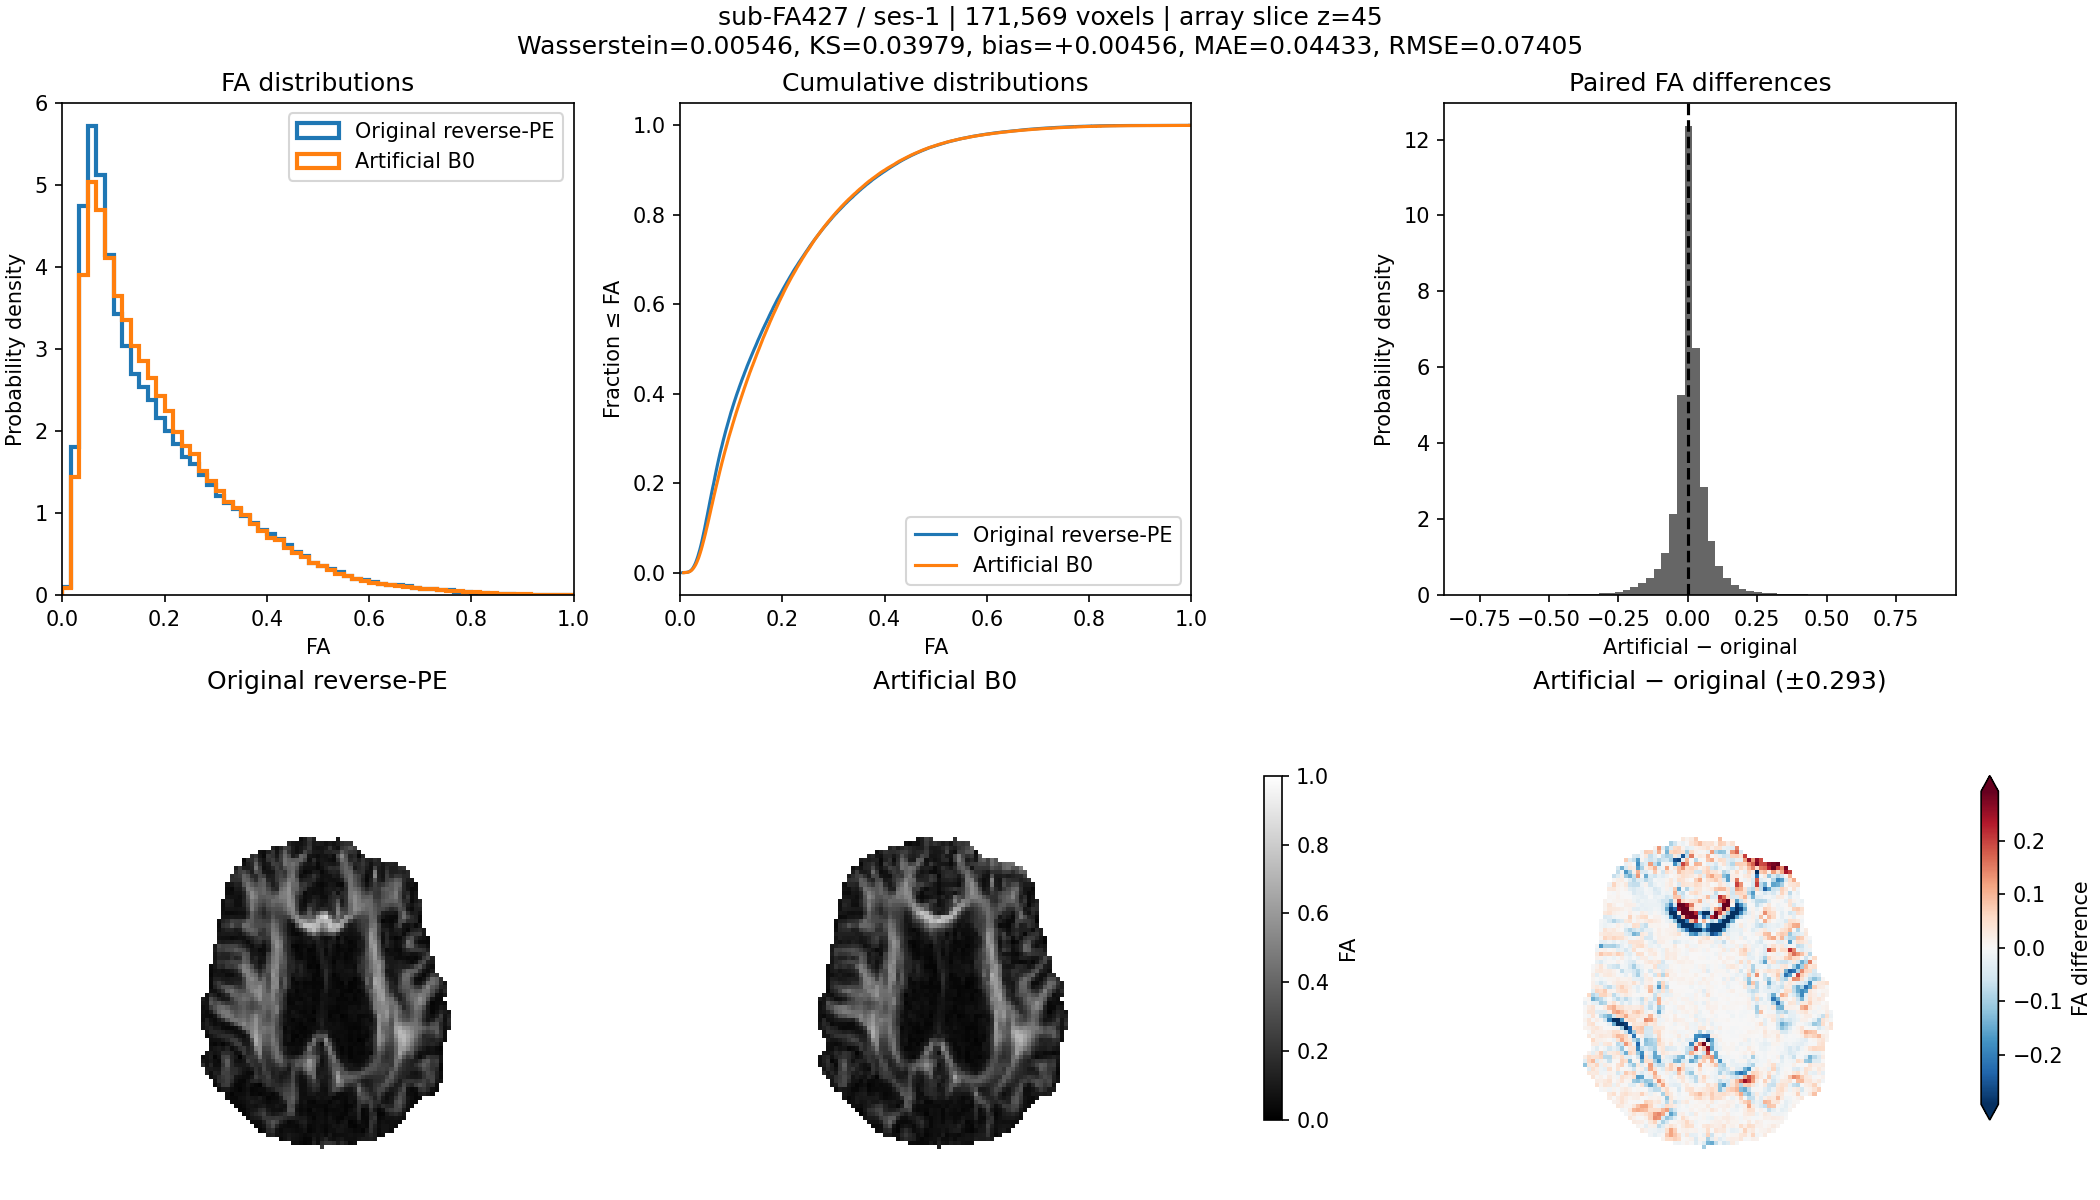 sub-FA427 / ses-1 | 171,569 voxels | array slice z=45
Wasserstein=0.00546, KS=0.03979, bias=+0.00456, MAE=0.04433, RMSE=0.07405
FA distributions
6
5
4
3
2
1
0
Probability density
Original reverse-PE
Artificial B0
0.0 0.2 0.4 0.6 0.8 1.0
FA
Cumulative distributions
1.0
0.8
0.6
0.4
0.2
0.0
Fraction ≤ FA
Original reverse-PE
Artificial B0
0.0 0.2 0.4 0.6 0.8 1.0
FA
Paired FA differences
12
10
8
6
4
2
0
Probability density
−0.75 −0.50 −0.25 0.00 0.25 0.50 0.75
Artificial − original
Original reverse-PE
Artificial B0
1.0
0.8
0.6
0.4
0.2
0.0
FA
Artificial − original (±0.293)
0.2
0.1
0.0
−0.1
−0.2
FA difference